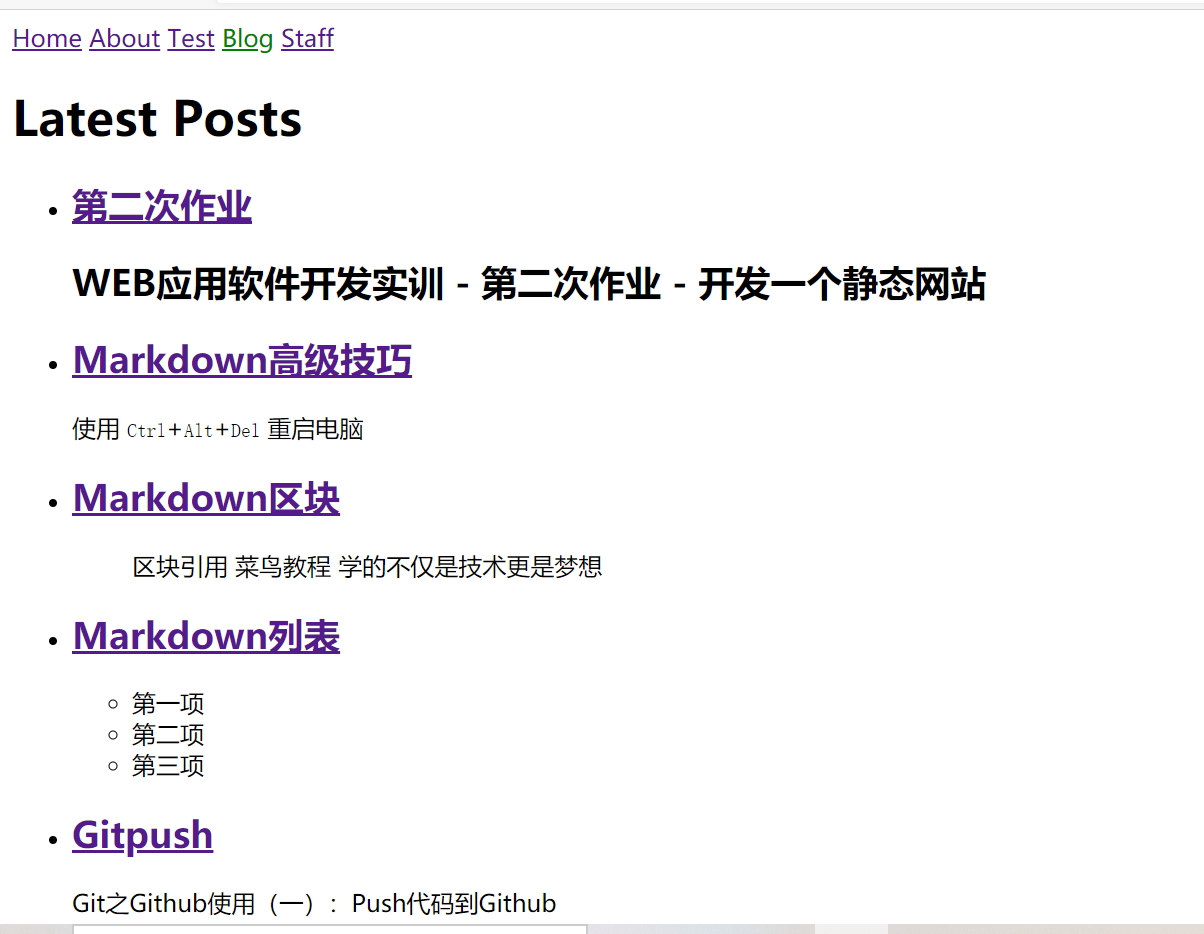 Home About Test Blog Staff
Latest Posts
第二次作业
WEB应用软件开发实训 - 第二次作业 - 开发一个静态网站
Markdown高级技巧
使用 Ctrl+Alt+Del 重启电脑
Markdown区块
区块引用 菜鸟教程 学的不仅是技术更是梦想
Markdown列表
第一项
第二项
第三项
Gitpush
Git之Github使用（一）：Push代码到Github